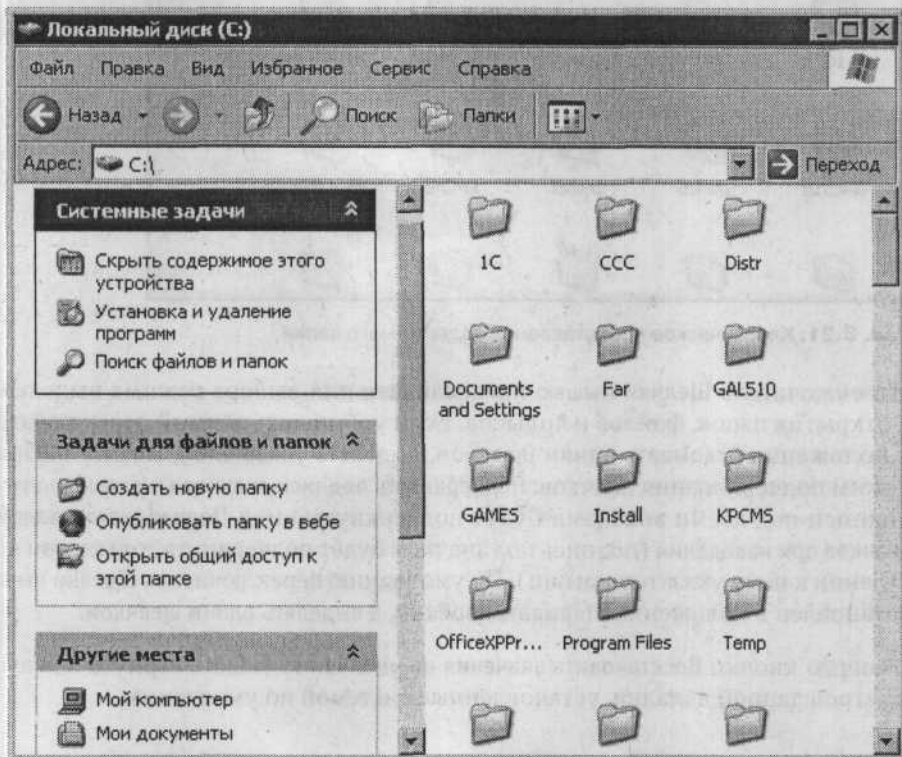 Локальный диск (C:)
Файл Правка Вид Избранное Сервис Справка
Назад Поиск Папки
Адрес: C:\ Переход
Системные задачи
Скрыть содержимое этого
устройства
Установка и удаление
программ
Поиск файлов и папок
Задачи для файлов и папок
Создать новую папку
Опубликовать папку в вебе
Открыть общий доступ к
этой папке
Другие места
Мой компьютер
Мои документы
1C CCC Distr
Documents
and Settings
Far GAL510
GAMES Install KPCMS
OfficeXPPr... Program Files Temp